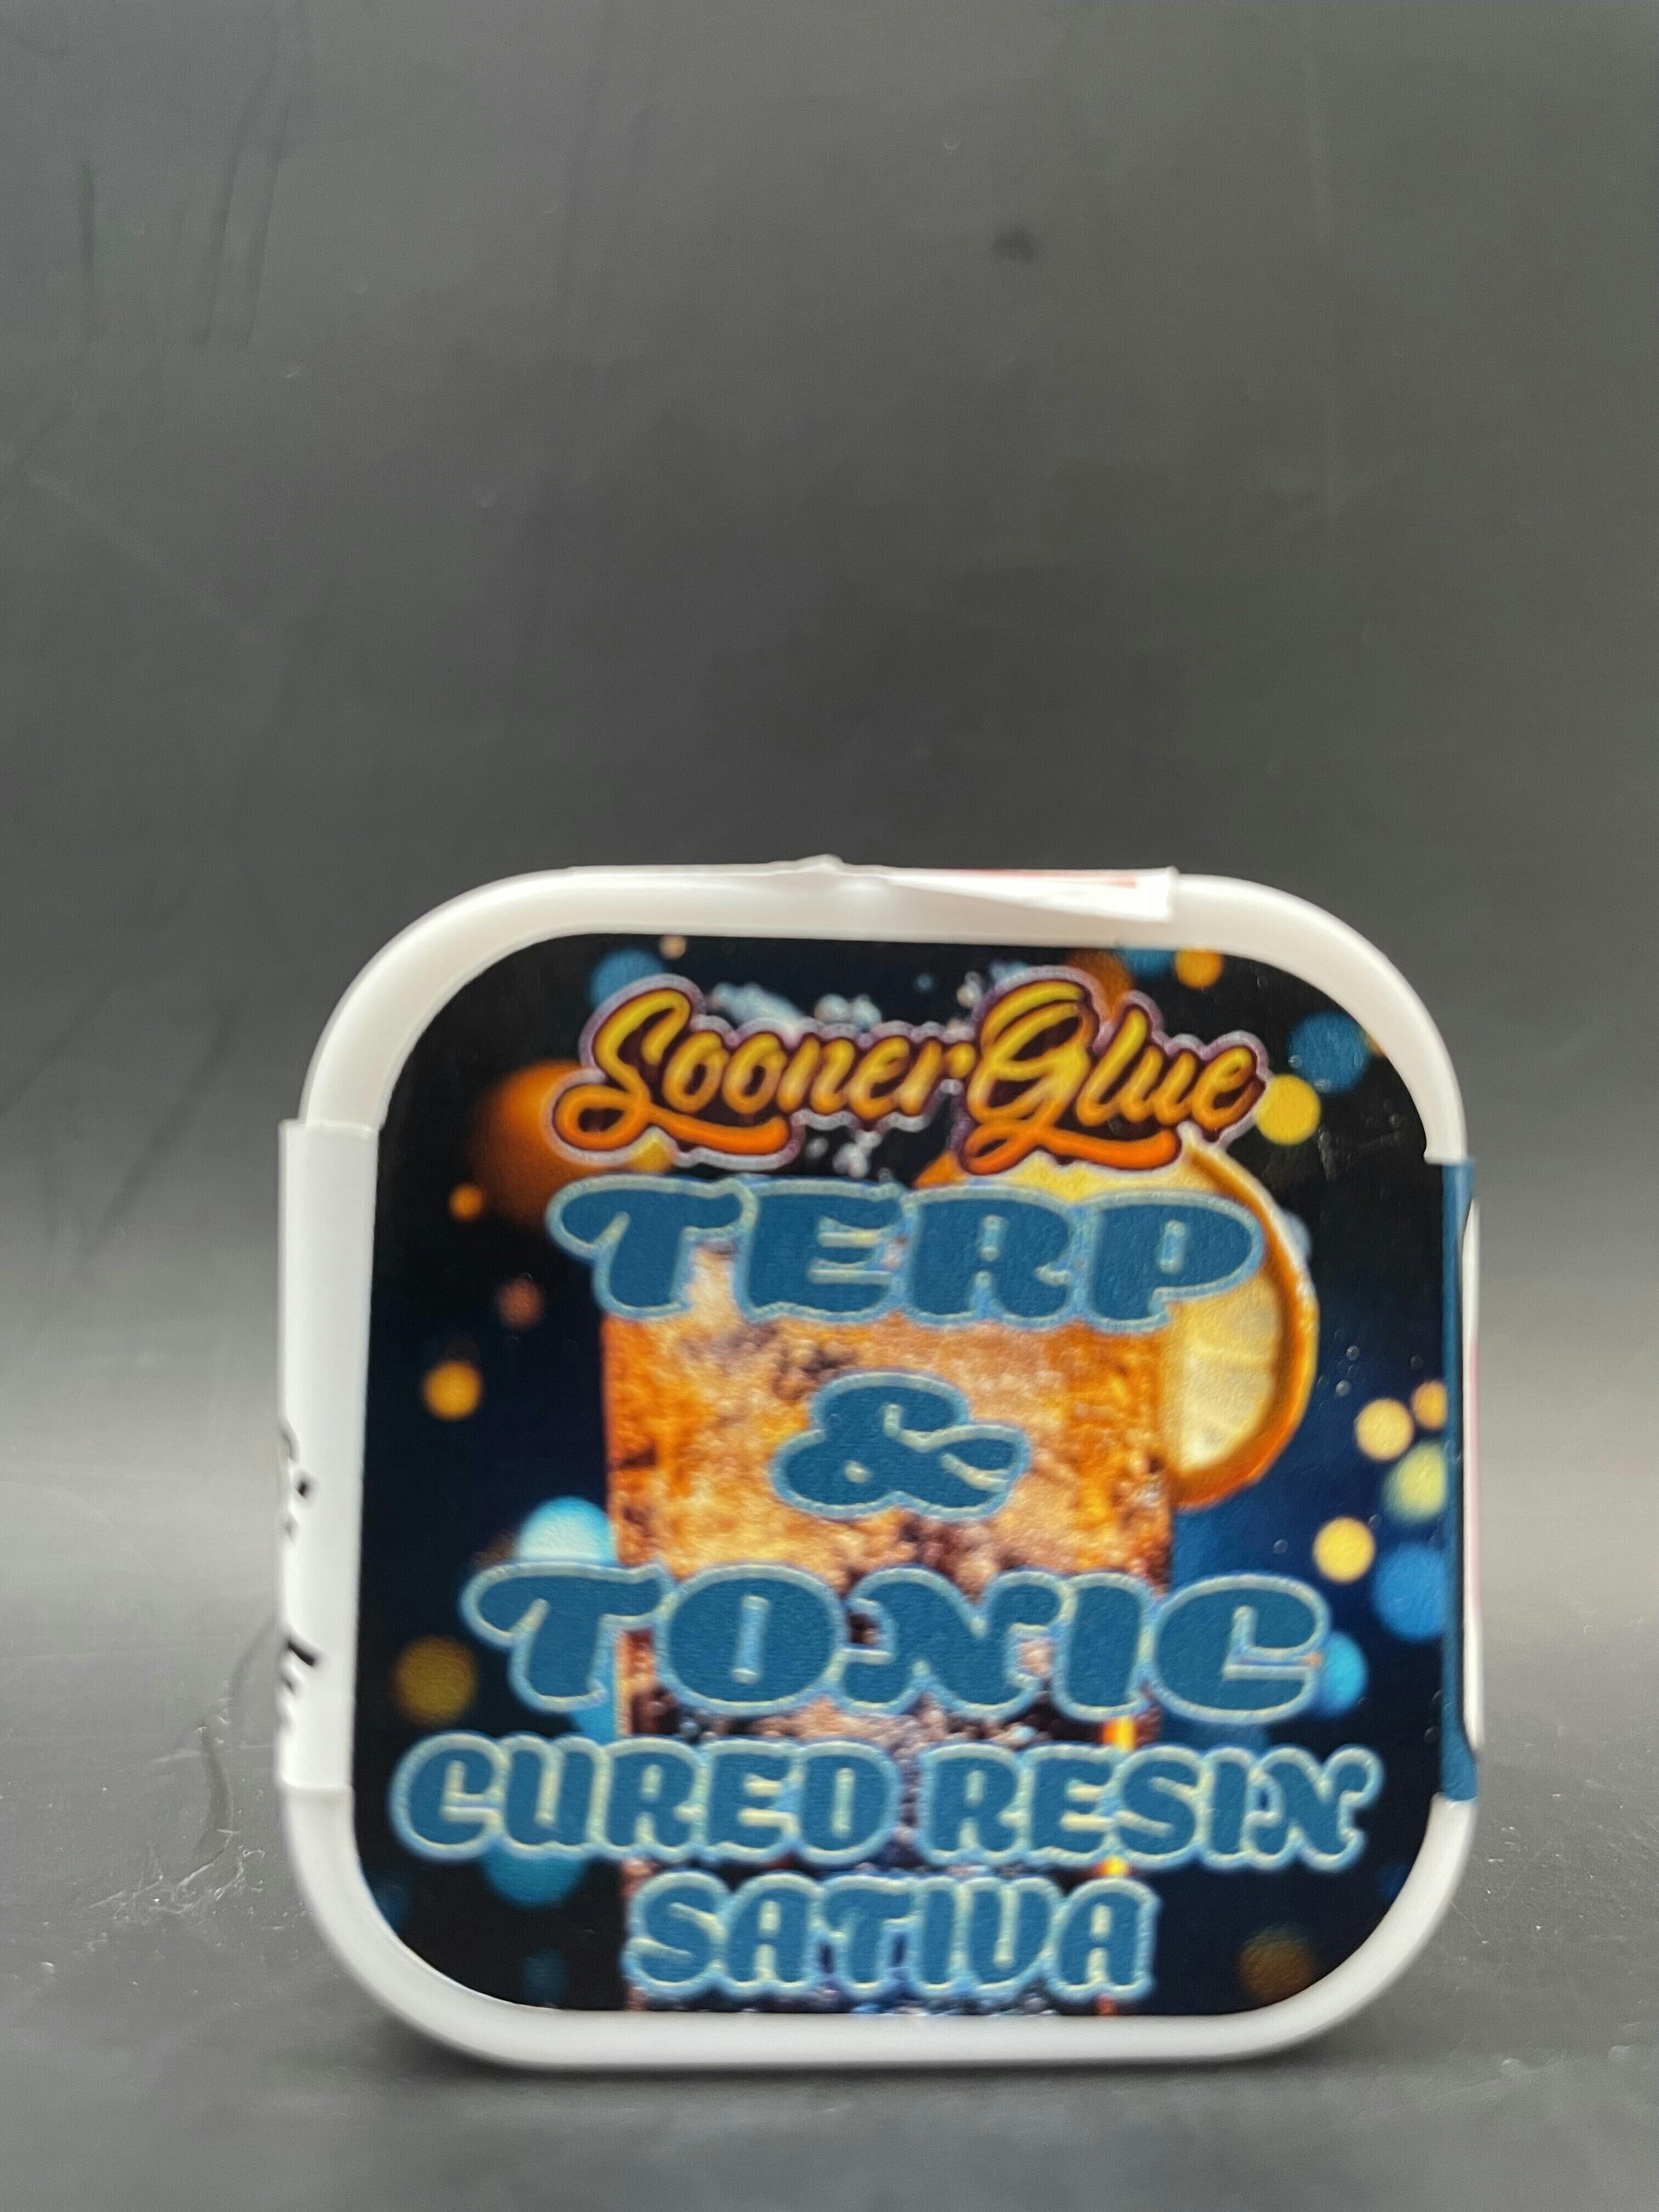 SoonerGlue
TERP
&
TONIC
CURED RESIN
SATIVA